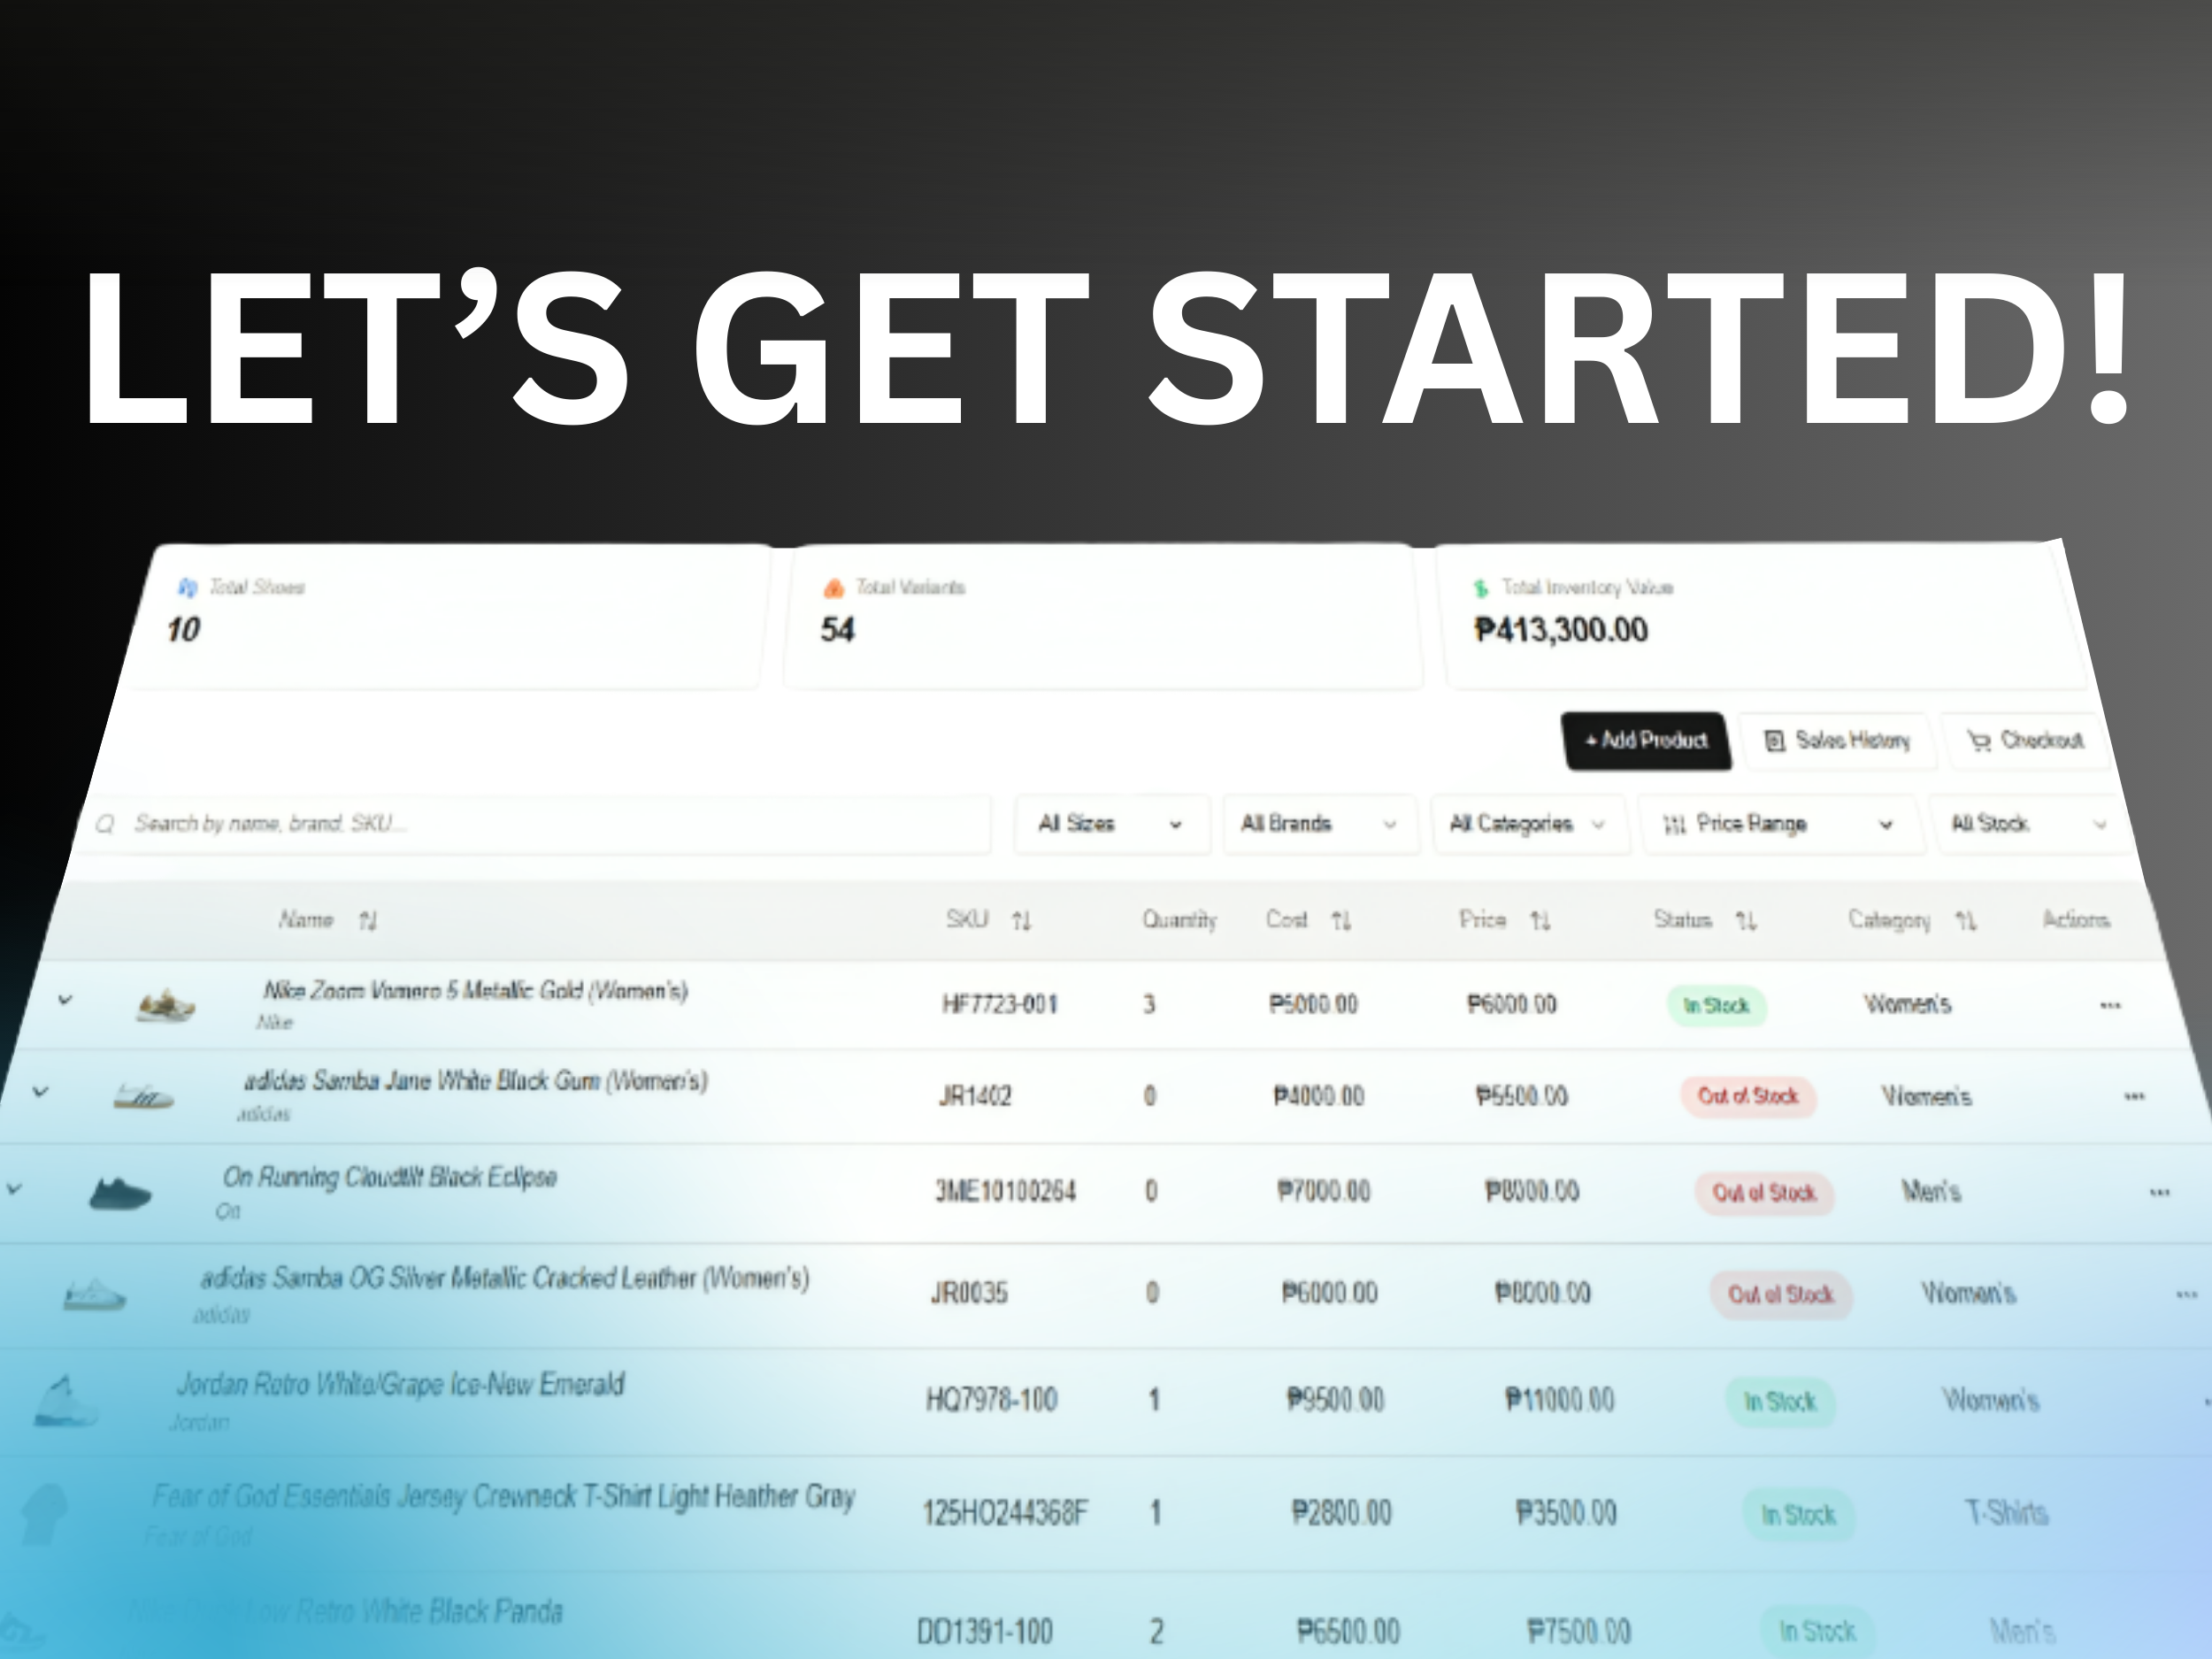 LET'S GET STARTED!
Total Shoes
10
Total Variants
54
$ Total Inventory Value
₱413,300.00
+ Add Product
Sales History
Checkout
Search by name, brand, SKU...
All Sizes
All Brands
All Categories
Price Range
All Stock
Name SKU Quantity Cost Price Status Category Actions
Nike Zoom Vomero 5 Metallic Gold (Women's)
Nike
HF7723-001 3 ₱5000.00 ₱6000.00 In Stock Women's ...
adidas Samba Jane White Black Gum (Women's)
adidas
JR1402 0 ₱4000.00 ₱5500.00 Out of Stock Women's ...
On Running Cloudtilt Black Eclipse
On
3ME10100264 0 ₱7000.00 ₱8000.00 Out of Stock Men's ...
adidas Samba OG Silver Metallic Cracked Leather (Women's)
adidas
JR0035 0 ₱6000.00 ₱8000.00 Out of Stock Women's ...
Jordan Retro White/Grape Ice-New Emerald
Jordan
HQ7978-100 1 ₱9500.00 ₱11000.00 In Stock Women's
Fear of God Essentials Jersey Crewneck T-Shirt Light Heather Gray
Fear of God
125HO244368F 1 ₱2800.00 ₱3500.00 In Stock T-Shirts
Low Retro White Black Panda
DD1391-100 2 ₱6500.00 ₱7500.00 In Stock Men's